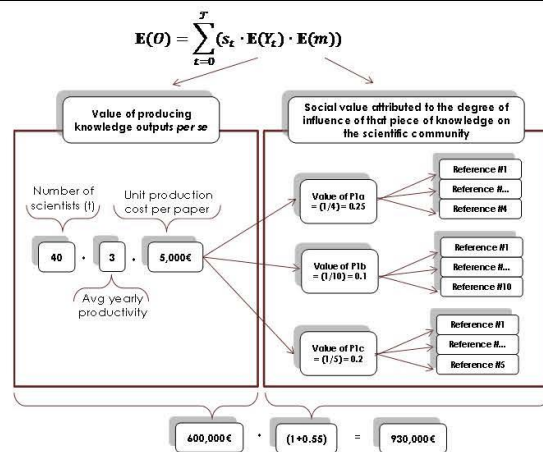 E(O) = ∑ᵀₜ₌₀(sₜ · E(Yₜ) · E(m))
Value of producing
knowledge outputs per se
Social value attributed to the degree of
influence of that piece of knowledge on
the scientific community
Number of
scientists (t)
Unit production
cost per paper
40 · 3 · 5,000€
Avg yearly
productivity
Value of P1a
= (1/4) = 0.25
Reference #1
Reference #...
Reference #4
Value of P1b
= (1/10) = 0.1
Reference #1
Reference #...
Reference #10
Value of P1c
= (1/5) = 0.2
Reference #1
Reference #...
Reference #5
600,000€ · (1+0.55) = 930,000€